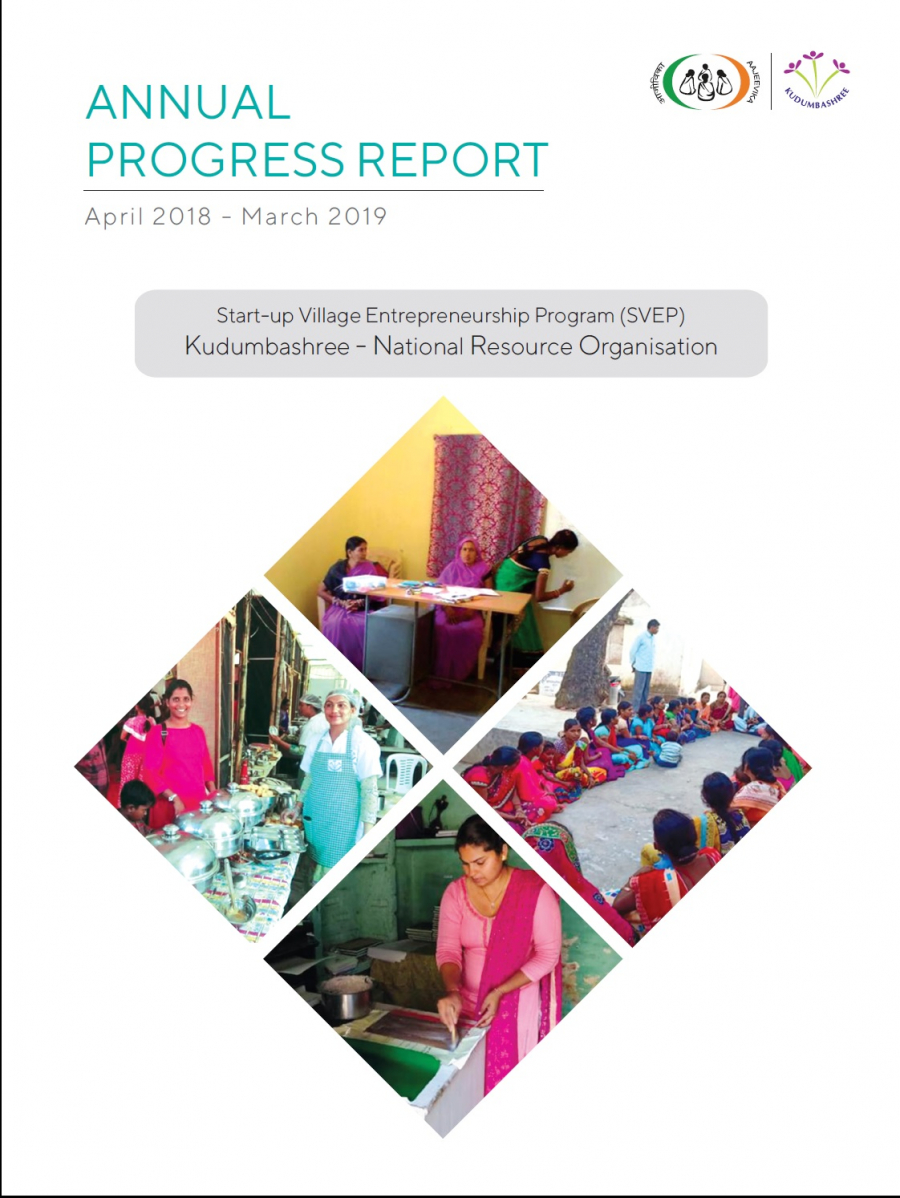 ANNUAL
PROGRESS REPORT
April 2018 - March 2019
आजीविका
AAJEEVIKA
KUDUMBASHREE
Start-up Village Entrepreneurship Program (SVEP)
Kudumbashree - National Resource Organisation